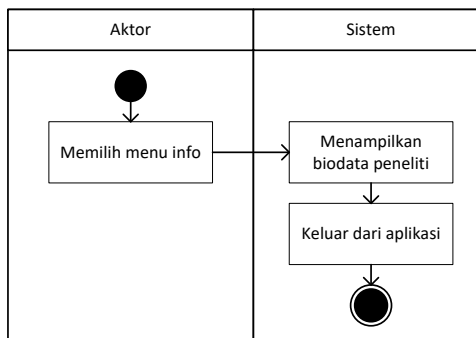 Aktor
Sistem
Memilih menu info
Menampilkan
biodata peneliti
Keluar dari aplikasi